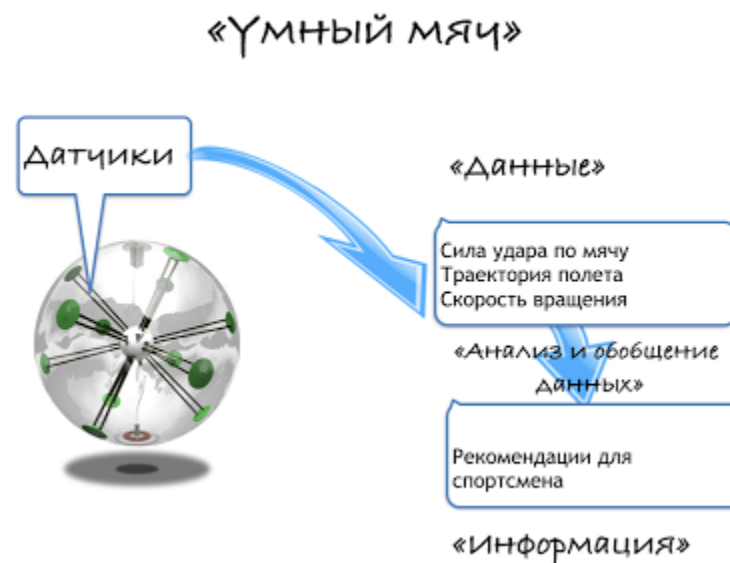 «Умный мяч»
Датчики
«Данные»
Сила удара по мячу
Траектория полета
Скорость вращения
«Анализ и обобщение
данных»
Рекомендации для
спортсмена
«Информация»